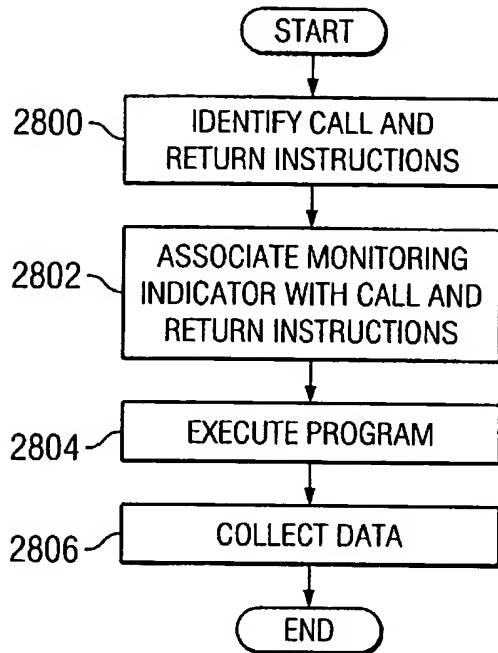 START
2800
IDENTIFY CALL AND
RETURN INSTRUCTIONS
2802
ASSOCIATE MONITORING
INDICATOR WITH CALL AND
RETURN INSTRUCTIONS
2804
EXECUTE PROGRAM
2806
COLLECT DATA
END